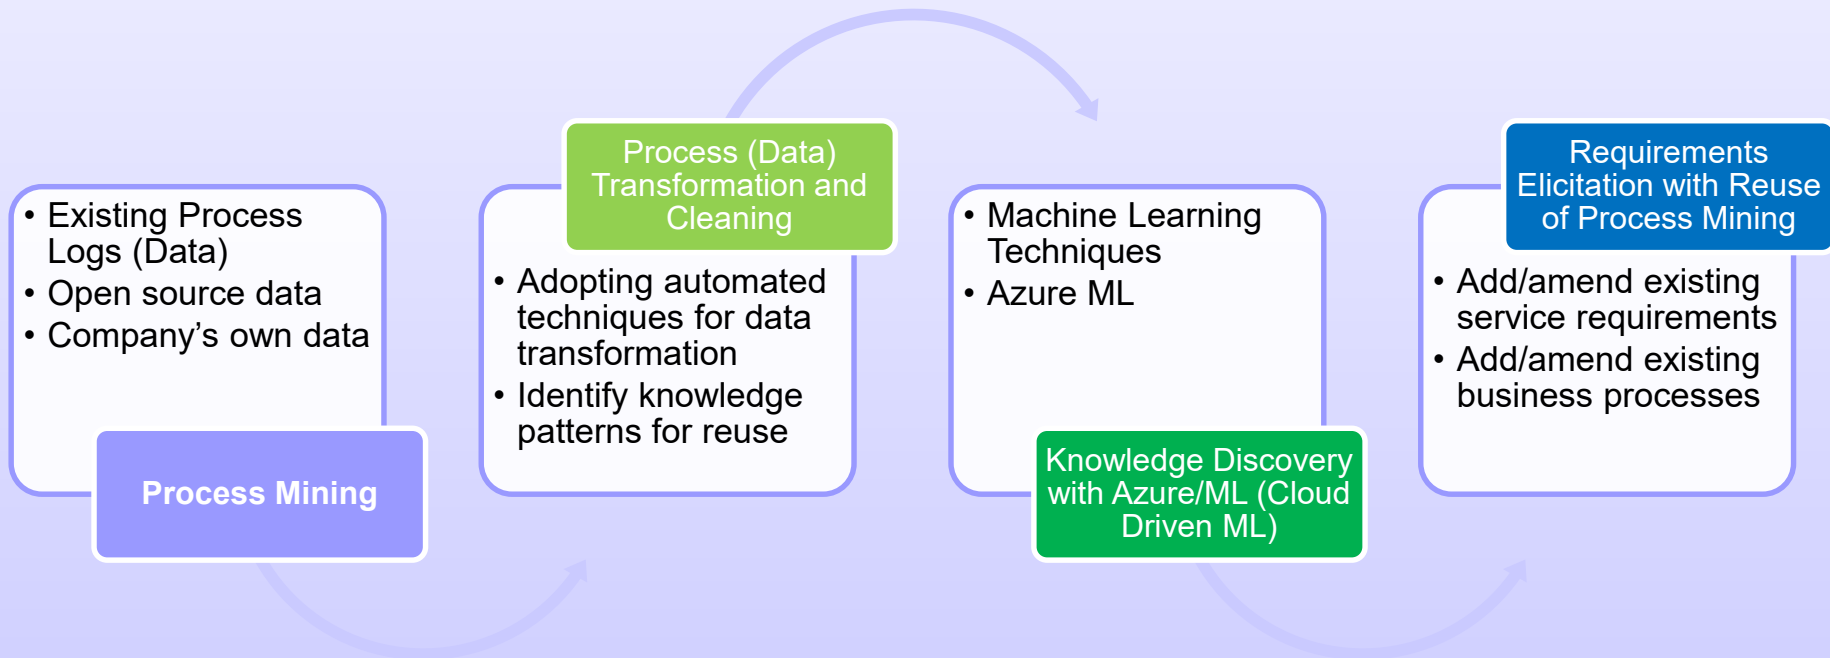 • Existing Process
Logs (Data)
• Open source data
• Company's own data
Process Mining
Process (Data)
Transformation and
Cleaning
• Adopting automated
techniques for data
transformation
• Identify knowledge
patterns for reuse
• Machine Learning
Techniques
• Azure ML
Knowledge Discovery
with Azure/ML (Cloud
Driven ML)
Requirements
Elicitation with Reuse
of Process Mining
• Add/amend existing
service requirements
• Add/amend existing
business processes